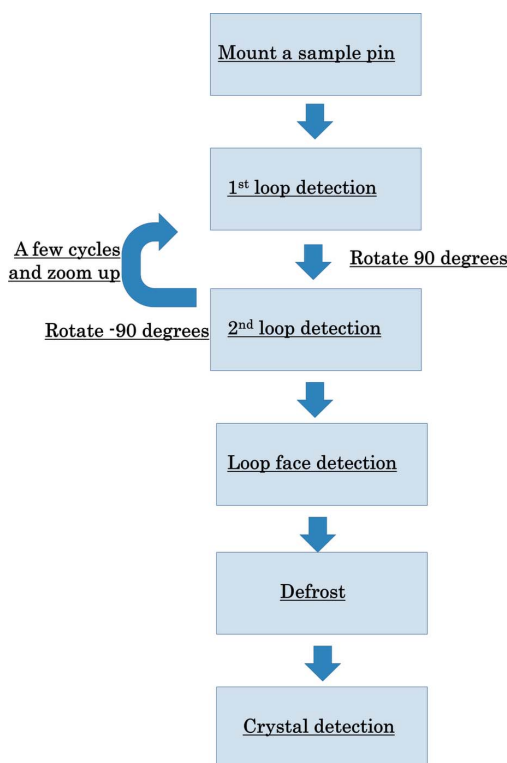 Mount a sample pin
1st loop detection
A few cycles
and zoom up
Rotate 90 degrees
Rotate -90 degrees
2nd loop detection
Loop face detection
Defrost
Crystal detection